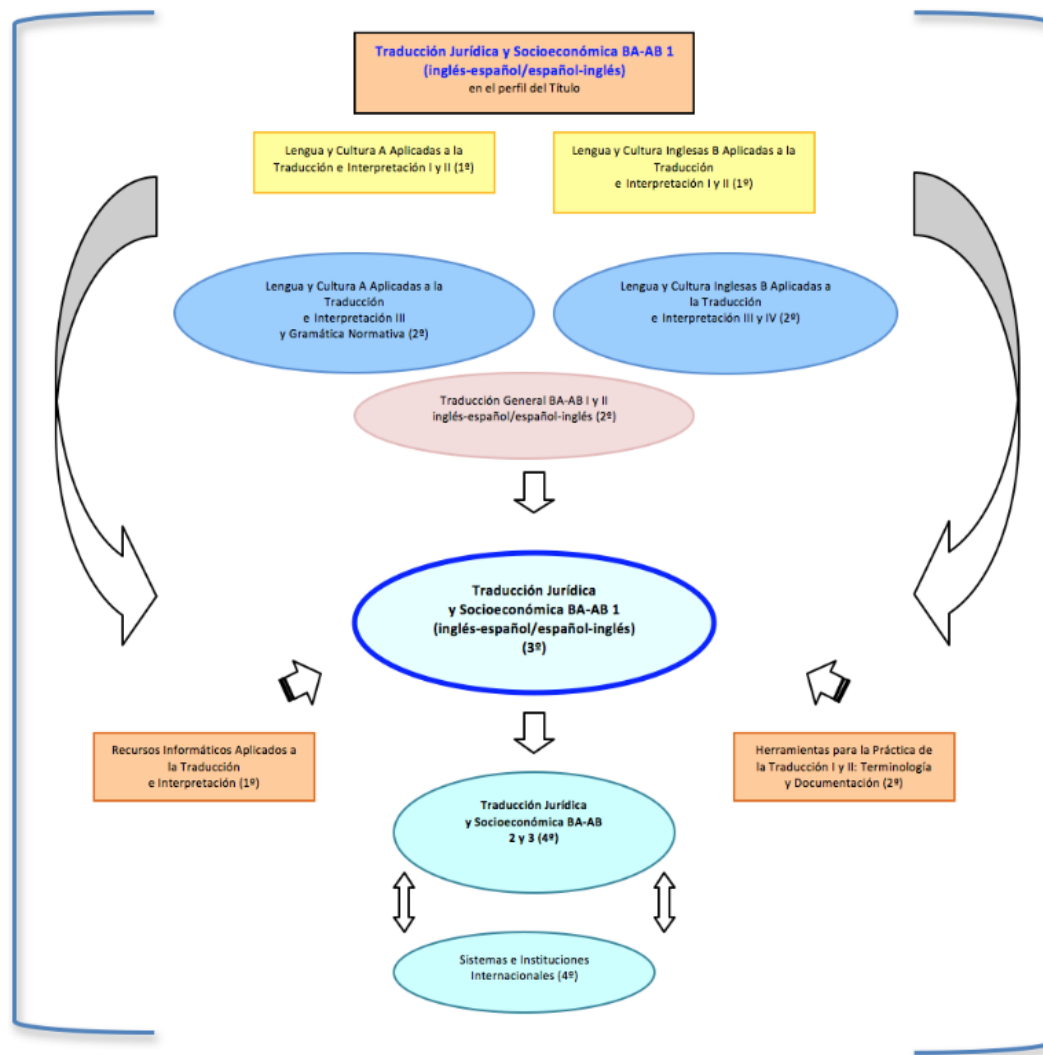 Traducción Jurídica y Socioeconómica BA-AB 1
(inglés-español/español-inglés)
en el perfil del Título
Lengua y Cultura A Aplicadas a la
Traducción e Interpretación I y II (1º)
Lengua y Cultura Inglesas B Aplicadas a la
Traducción
e Interpretación I y II (1º)
Lengua y Cultura A Aplicadas a la
Traducción
e Interpretación III
y Gramática Normativa (2º)
Lengua y Cultura Inglesas B Aplicadas a
la Traducción
e Interpretación III y IV (2º)
Traducción General BA-AB I y II
inglés-español/español-inglés (2º)
Traducción Jurídica
y Socioeconómica BA-AB 1
(inglés-español/español-inglés)
(3º)
Recursos Informáticos Aplicados a
la Traducción
e Interpretación (1º)
Herramientas para la Práctica de
la Traducción I y II: Terminología
y Documentación (2º)
Traducción Jurídica
y Socioeconómica BA-AB
2 y 3 (4º)
Sistemas e Instituciones
Internacionales (4º)